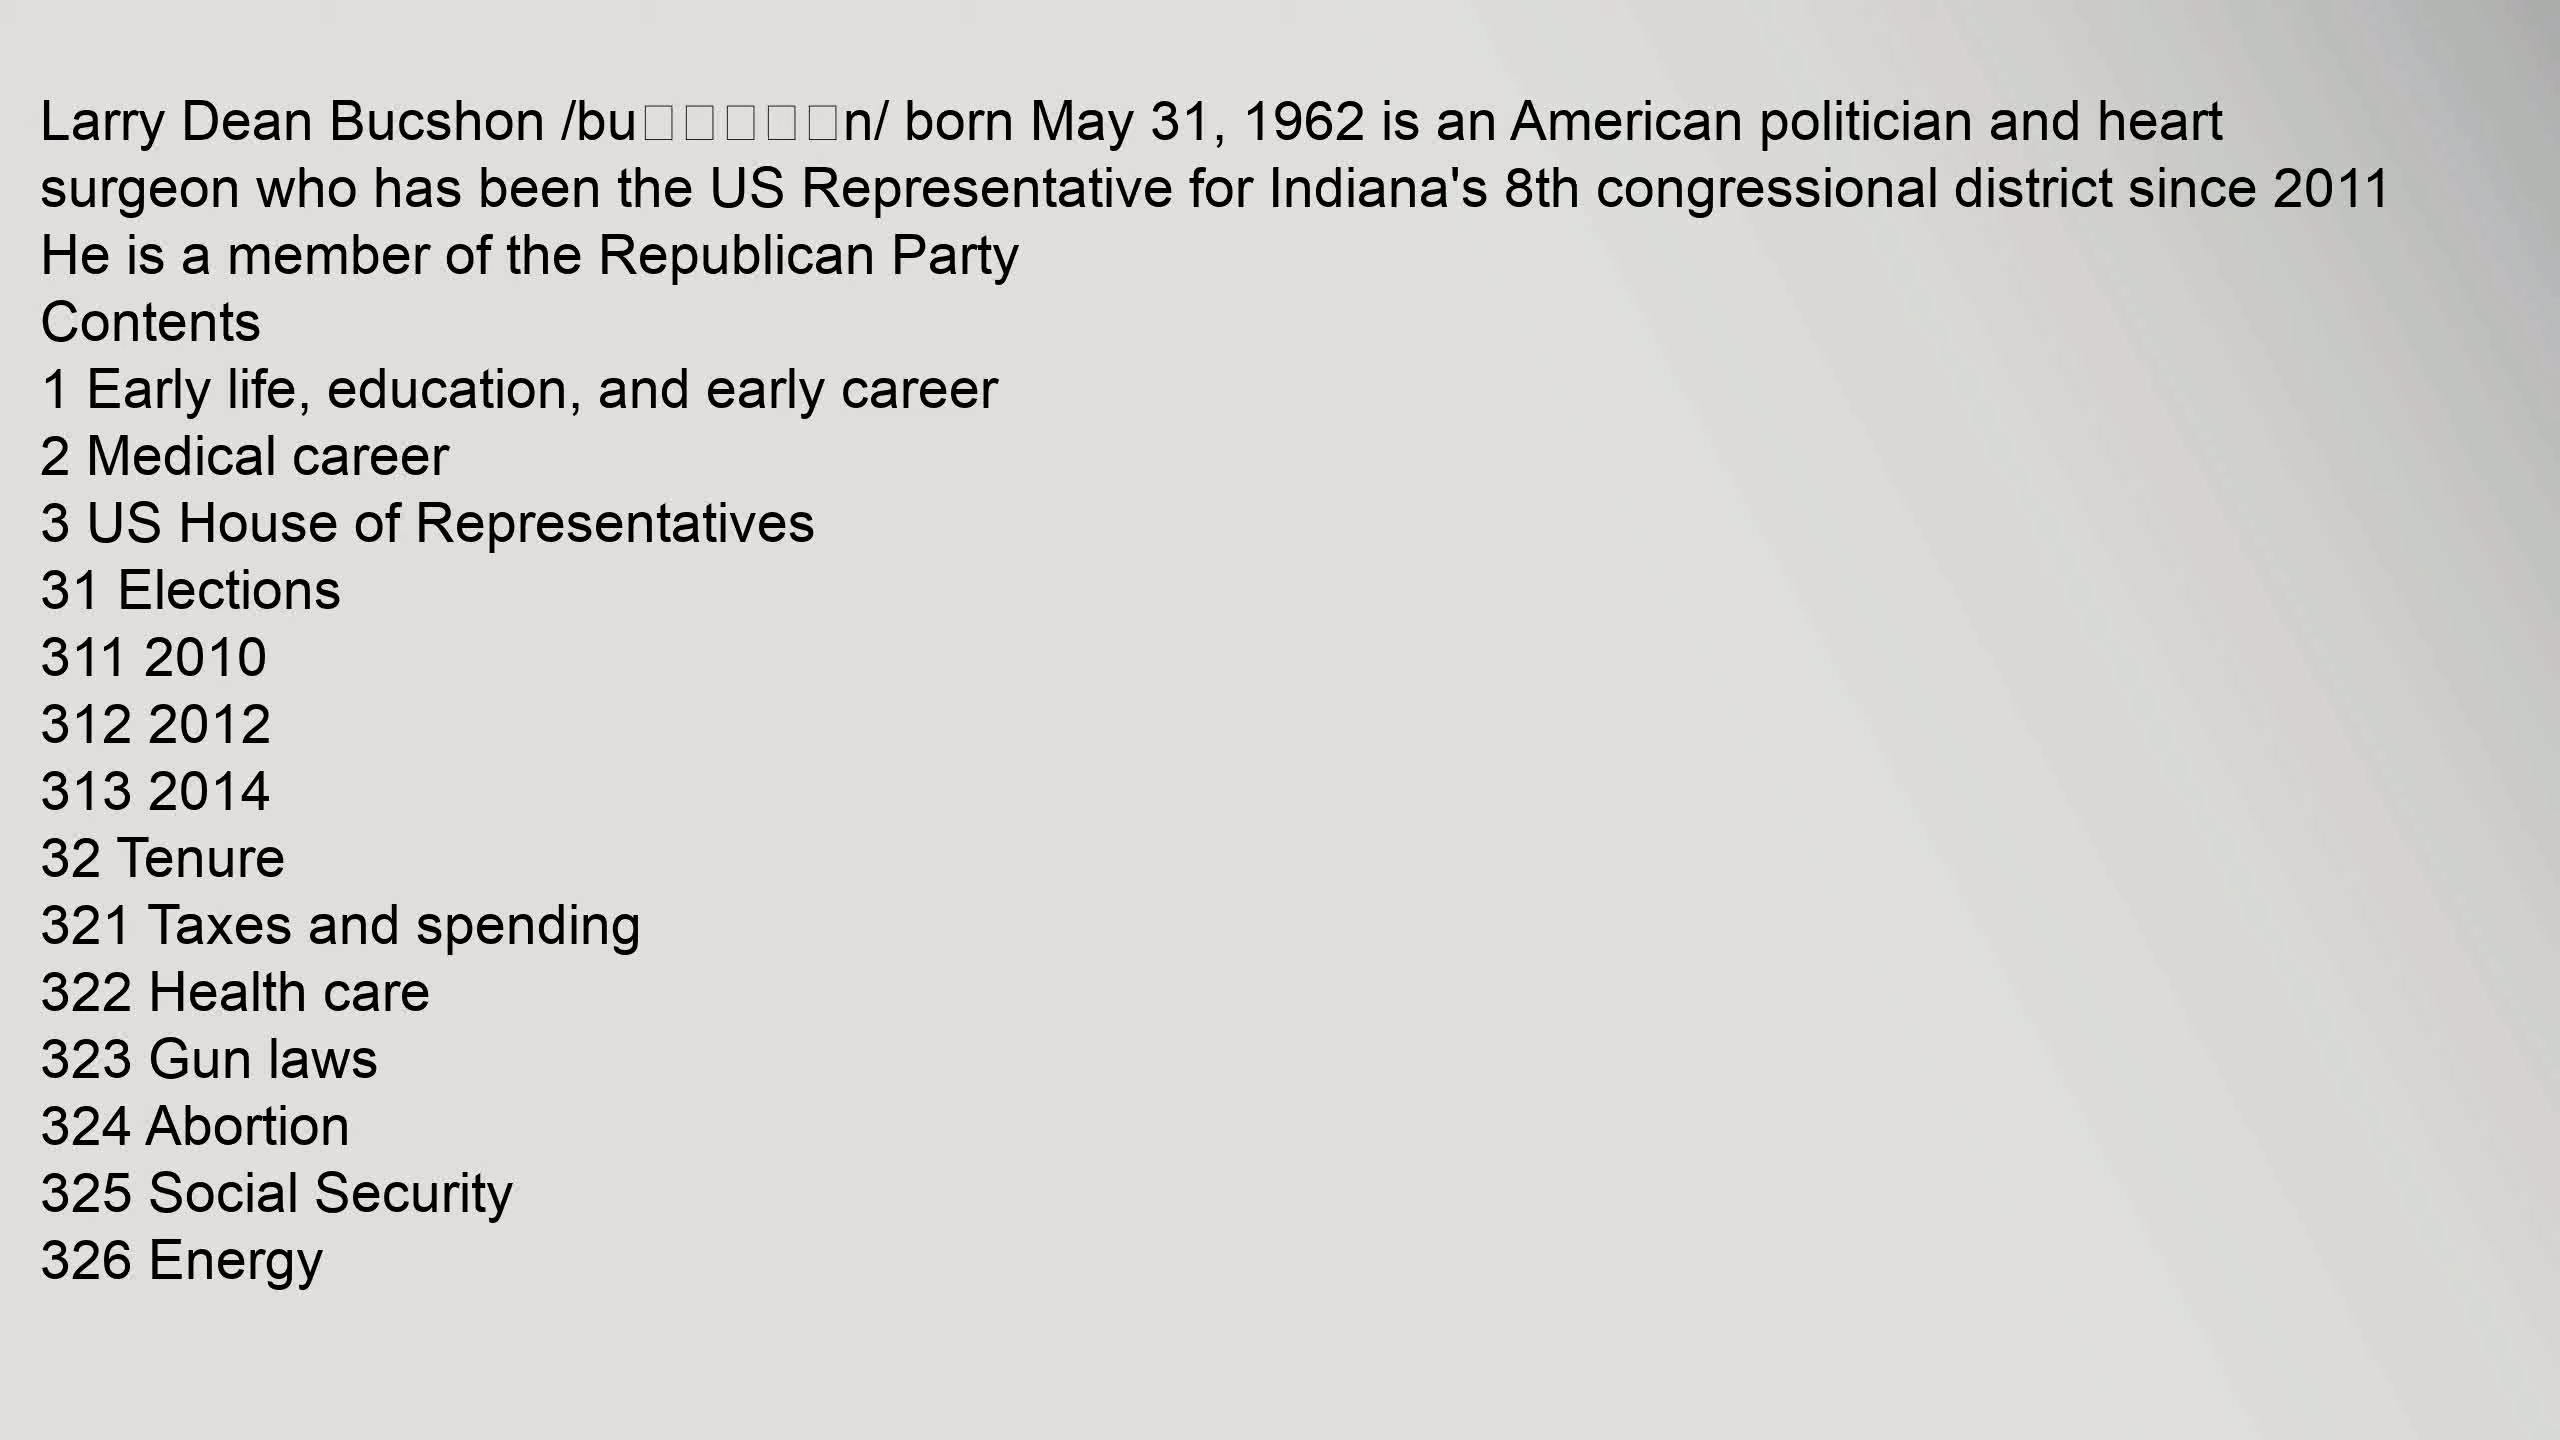 Larry Dean Bucshon /bu□□□□□n/ born May 31, 1962 is an American politician and heart
surgeon who has been the US Representative for Indiana's 8th congressional district since 2011
He is a member of the Republican Party
Contents
1 Early life, education, and early career
2 Medical career
3 US House of Representatives
31 Elections
311 2010
312 2012
313 2014
32 Tenure
321 Taxes and spending
322 Health care
323 Gun laws
324 Abortion
325 Social Security
326 Energy